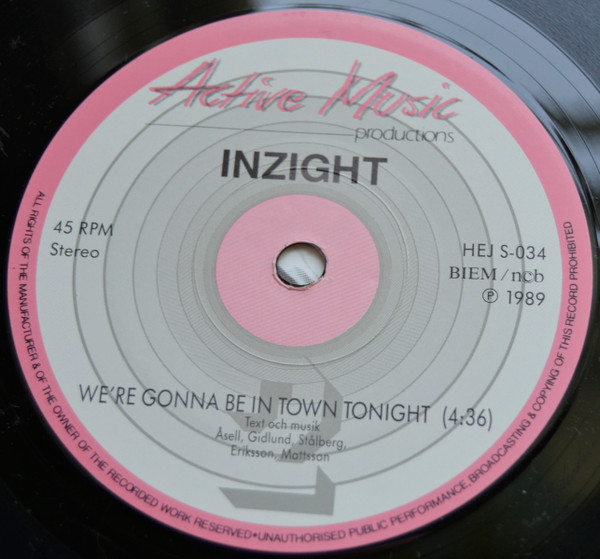 Active Music
productions
INZIGHT
45 RPM
Stereo
HEJ S-034
BIEM/ncb
℗ 1989
WE'RE GONNA BE IN TOWN TONIGHT (4:36)
Text och musik
Åsell, Gidlund, Stålberg,
Eriksson, Mattsson
1
ALL RIGHTS OF THE MANUFACTURER & OF THE OWNER OF THE RECORDED WORK RESERVED • UNAUTHORISED PUBLIC PERFORMANCE, BROADCASTING & COPYING OF THIS RECORD PROHIBITED